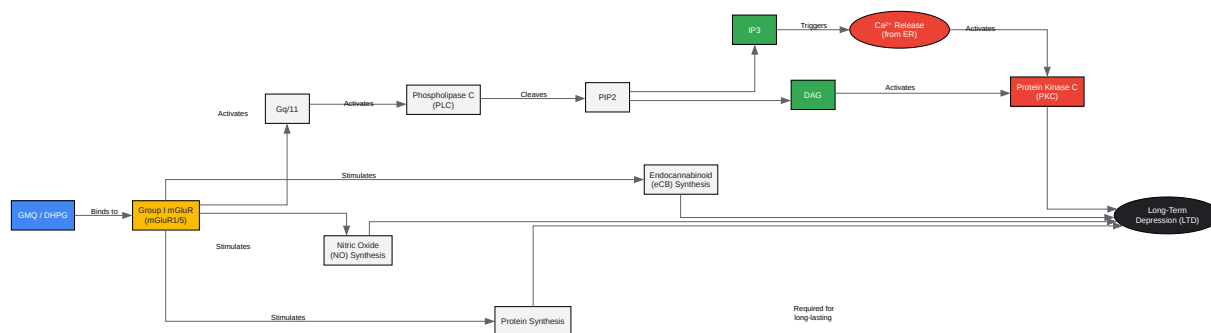 IP3
Triggers
Ca²⁺ Release
(from ER)
Activates
Phospholipase C
(PLC)
Cleaves
PIP2
DAG
Activates
Protein Kinase C
(PKC)
Gq/11
Activates
Activates
Stimulates
Endocannabinoid
(eCB) Synthesis
GMQ / DHPG
Binds to
Group I mGluR
(mGluR1/5)
Long-Term
Depression (LTD)
Stimulates
Nitric Oxide
(NO) Synthesis
Stimulates
Protein Synthesis
Required for
long-lasting